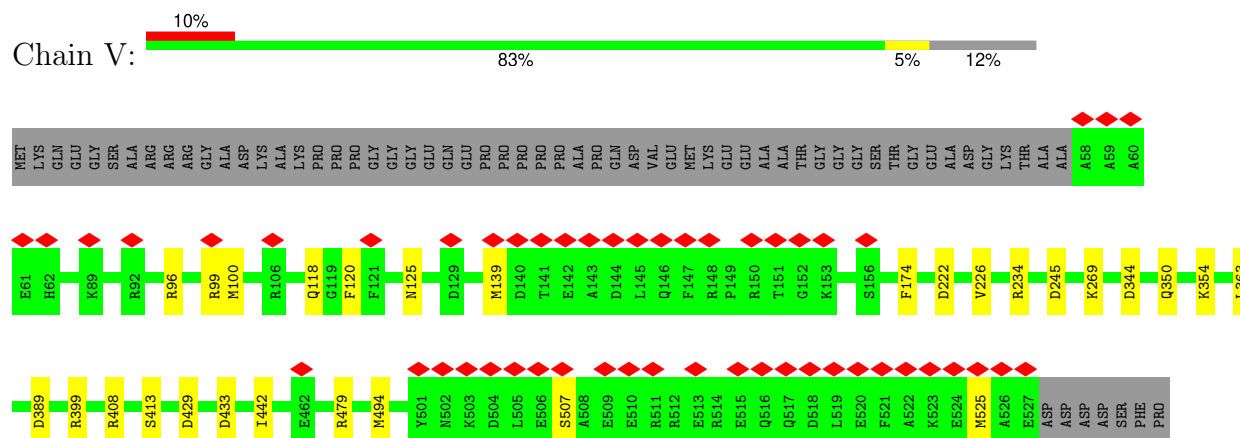 10%
Chain V:
83% 5% 12%
MET LYS GLN GLU GLY SER ALA ARG ARG ARG GLY ALA ASP LYS ALA LYS PRO PRO PRO GLY GLY GLY GLU GLN GLU PRO PRO PRO PRO PRO ALA PRO GLN ASP VAL GLU MET LYS GLU GLU ALA ALA THR GLY GLY GLY SER THR GLY GLU ALA ASP GLY LYS THR ALA ALA A58 A59 A60
E61 H62 K89 R92 R96 R99 M100 R106 Q118 G119 F120 F121 N125 D129 M139 D140 T141 E142 A143 D144 L145 Q146 F147 R148 P149 R150 T151 G152 K153 S156 F174 D222 V226 R234 D245 K269 D344 Q350 K354
D389 R399 R408 S413 D429 D433 I442 E462 R479 M494 Y501 N502 K503 D504 L505 E506 S507 A508 E509 E510 R511 R512 E513 R514 E515 Q516 Q517 D518 L519 E520 F521 A522 K523 E524 M525 A526 E527 ASP ASP ASP ASP SER PHE PRO